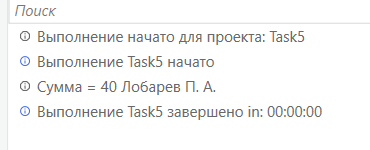 Поиск
Выполнение начато для проекта: Task5
Выполнение Task5 начато
Сумма = 40 Лобарев П. А.
Выполнение Task5 завершено in: 00:00:00